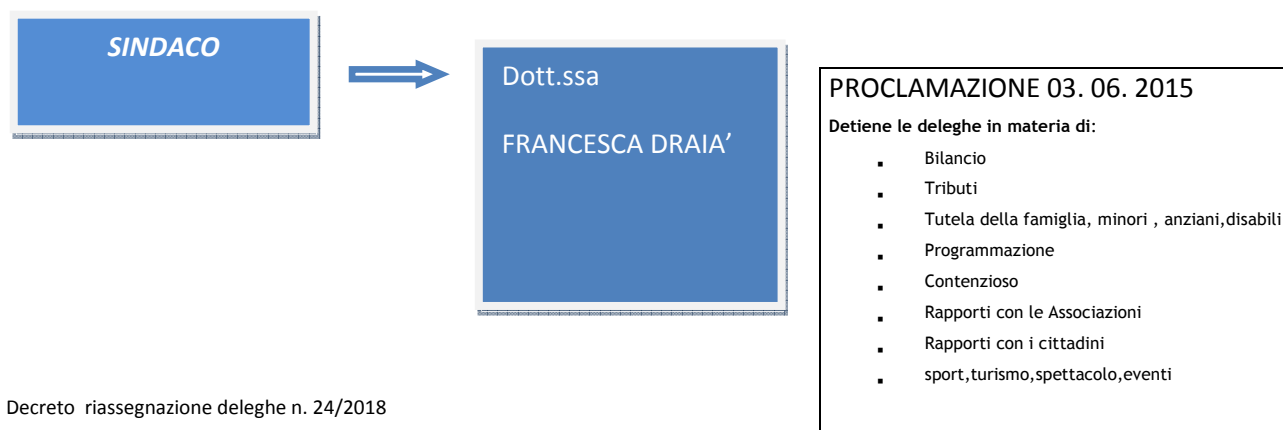 SINDACO
Dott.ssa
FRANCESCA DRAIA’
PROCLAMAZIONE 03. 06. 2015
Detiene le deleghe in materia di:
▪ Bilancio
▪ Tributi
▪ Tutela della famiglia, minori , anziani,disabili
▪ Programmazione
▪ Contenzioso
▪ Rapporti con le Associazioni
▪ Rapporti con i cittadini
▪ sport,turismo,spettacolo,eventi
Decreto riassegnazione deleghe n. 24/2018